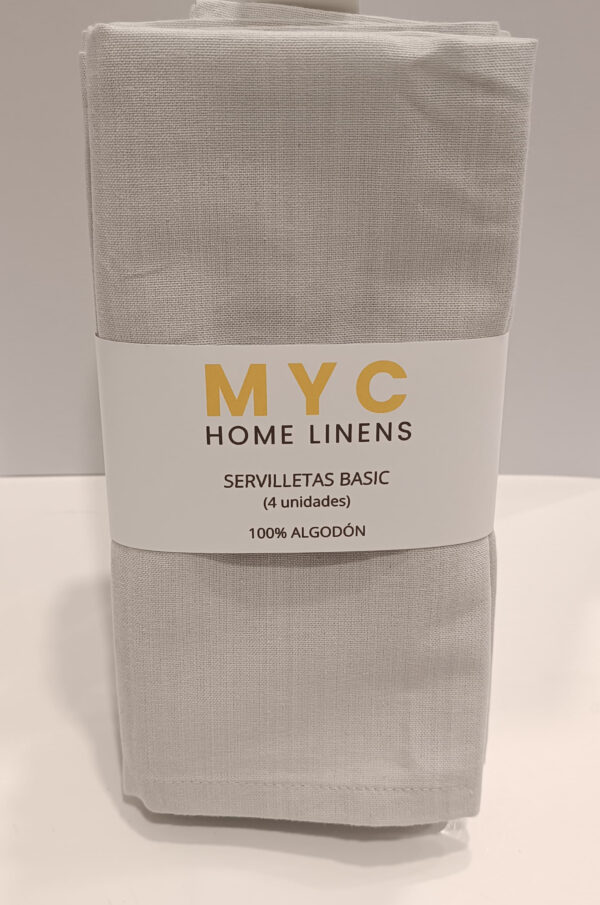 MYC
HOME LINENS
SERVILLETAS BASIC
(4 unidades)
100% ALGODÓN